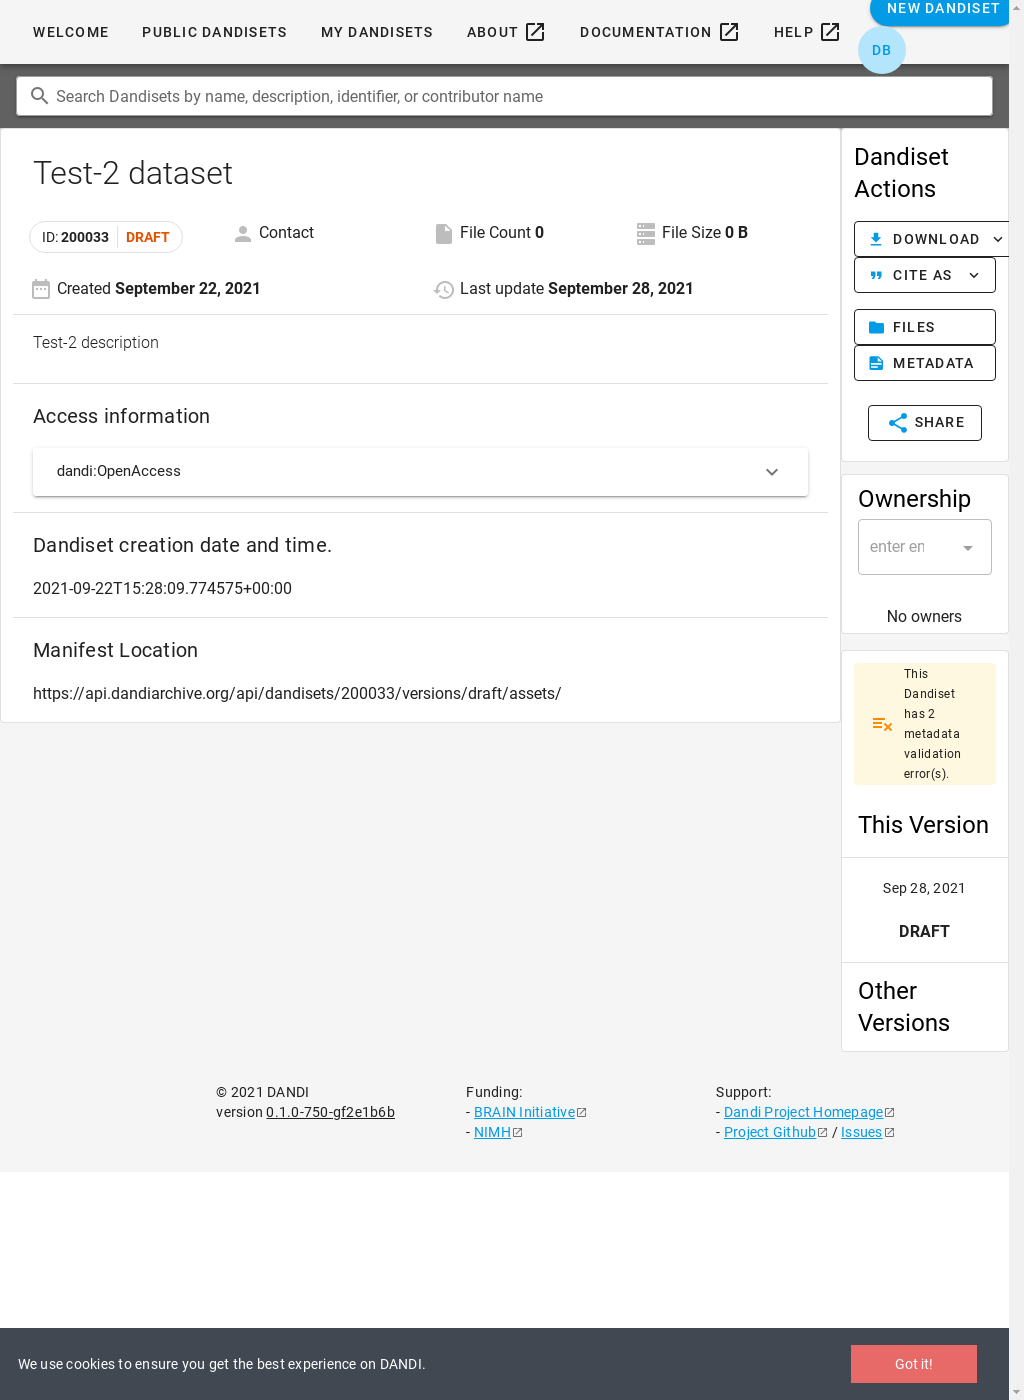 WELCOME PUBLIC DANDISETS MY DANDISETS ABOUT DOCUMENTATION HELP NEW DANDISET
DB
Search Dandisets by name, description, identifier, or contributor name
Test-2 dataset
ID: 200033 DRAFT Contact File Count 0 File Size 0 B
Created September 22, 2021 Last update September 28, 2021
Test-2 description
Access information
dandi:OpenAccess
Dandiset creation date and time.
2021-09-22T15:28:09.774575+00:00
Manifest Location
https://api.dandiarchive.org/api/dandisets/200033/versions/draft/assets/
Dandiset
Actions
DOWNLOAD
CITE AS
FILES
METADATA
SHARE
Ownership
enter en
No owners
This
Dandiset
has 2
metadata
validation
error(s).
This Version
Sep 28, 2021
DRAFT
Other
Versions
© 2021 DANDI
version 0.1.0-750-gf2e1b6b
Funding:
- BRAIN Initiative
- NIMH
Support:
- Dandi Project Homepage
- Project Github / Issues
We use cookies to ensure you get the best experience on DANDI.
Got it!